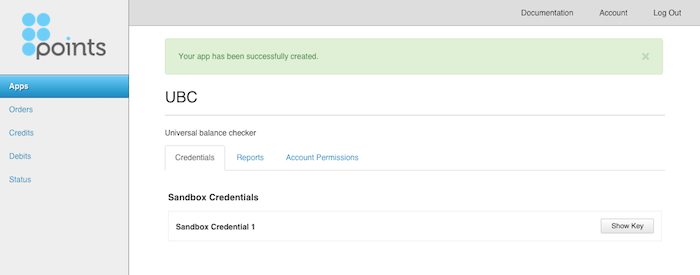 Documentation Account Log Out
points
Your app has been successfully created. ×
Apps
Orders
Credits
Debits
Status
UBC
Universal balance checker
Credentials Reports Account Permissions
Sandbox Credentials
Sandbox Credential 1 Show Key